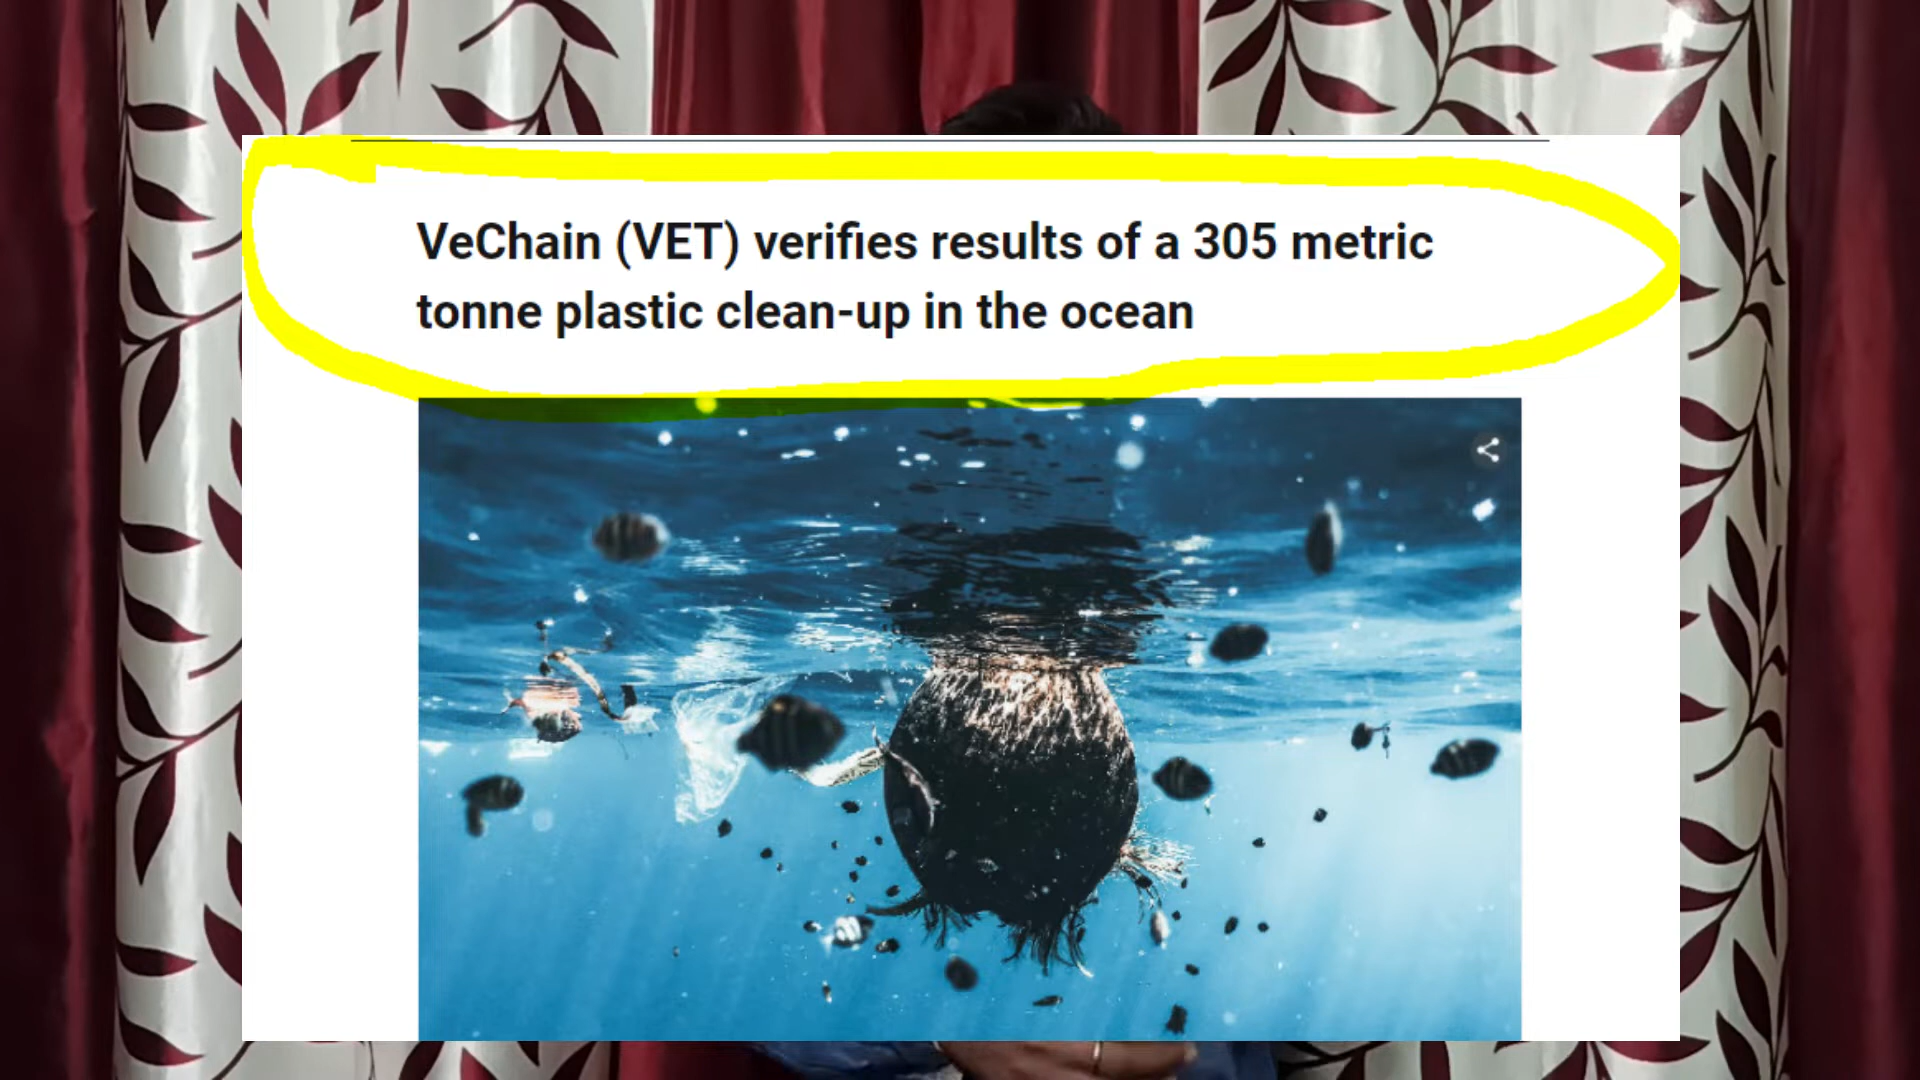 VeChain (VET) verifies results of a 305 metric
tonne plastic clean-up in the ocean